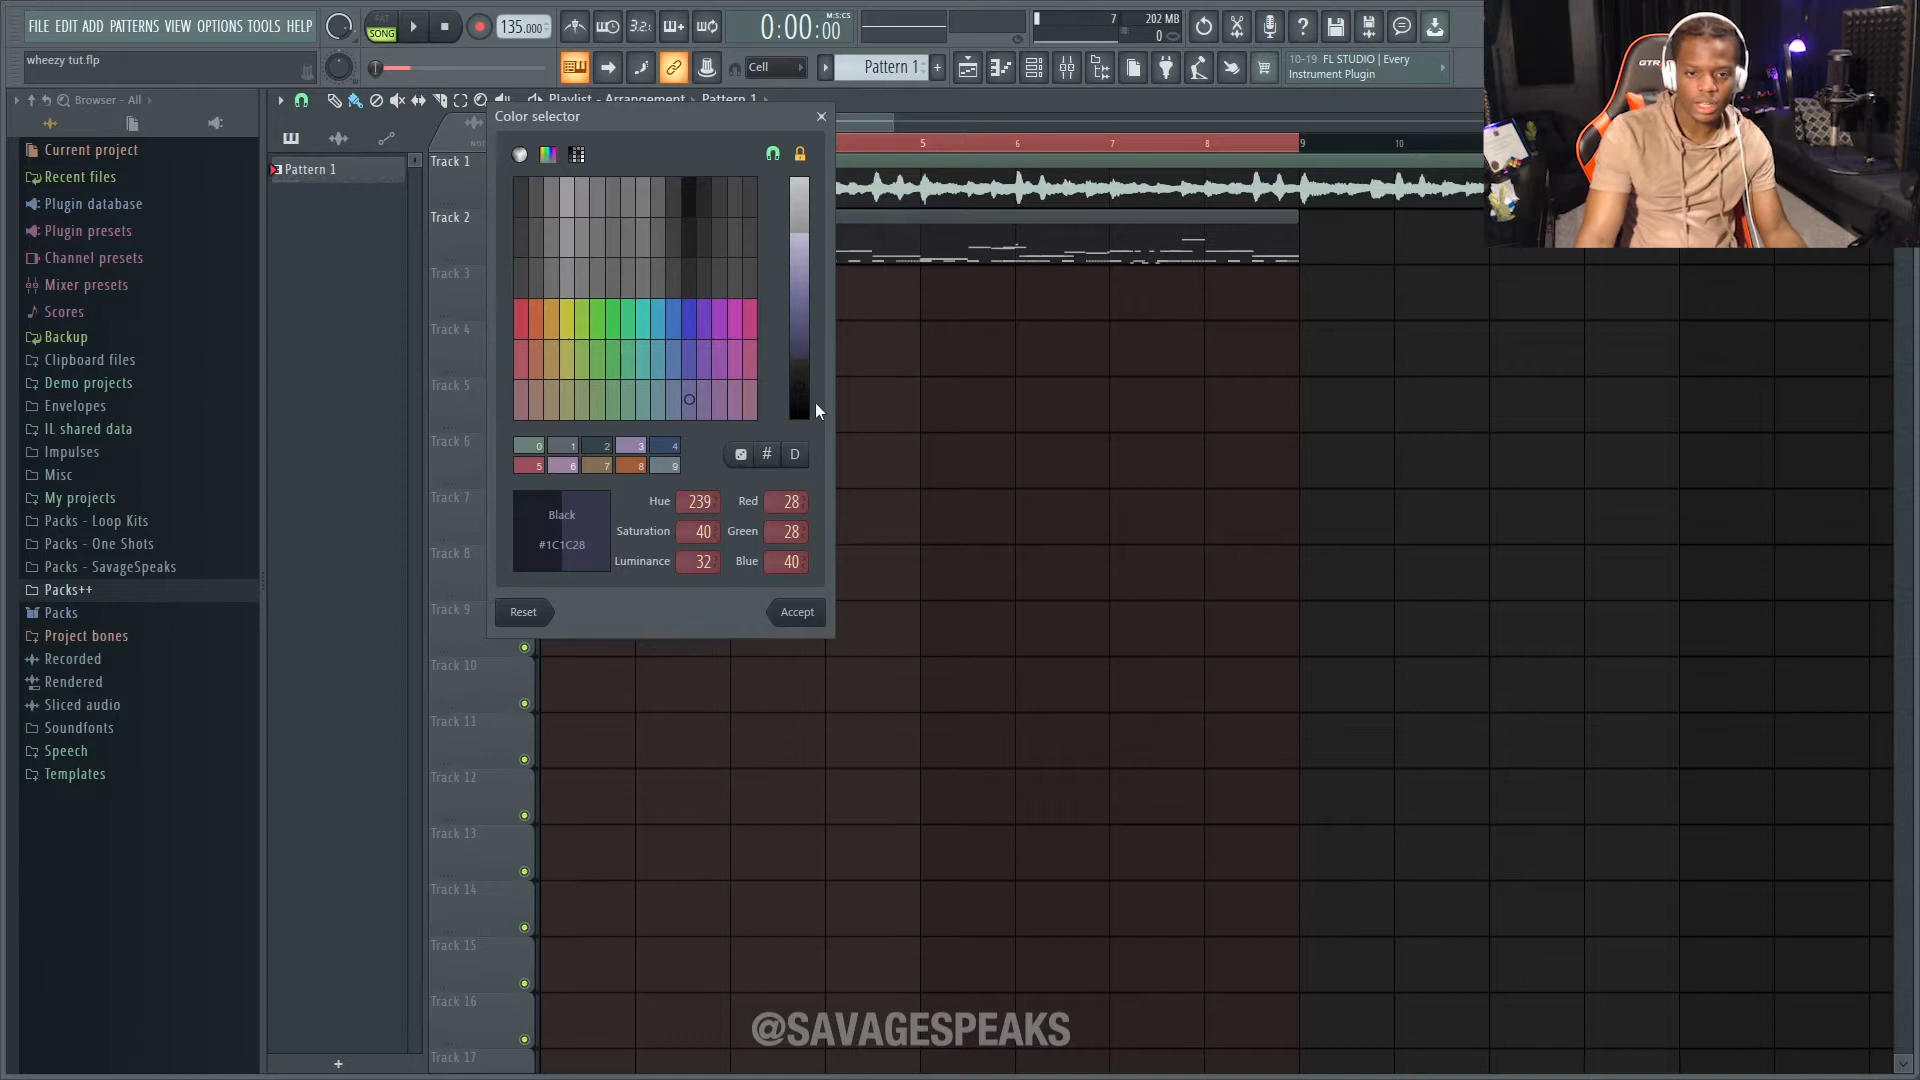 FILE EDIT ADD PATTERNS VIEW OPTIONS TOOLS HELP
PAT
SONG
135.000
3.2.
0:00:00
M:S:CS
7
202 MB
0
wheezy tut.flp
Cell
Pattern 1
+
10-19 FL STUDIO | Every
Instrument Plugin
Browser - All
Playlist - Arrangement
Pattern 1
Current project
Recent files
Plugin database
Plugin presets
Channel presets
Mixer presets
Scores
Backup
Clipboard files
Demo projects
Envelopes
IL shared data
Impulses
Misc
My projects
Packs - Loop Kits
Packs - One Shots
Packs - SavageSpeaks
Packs++
Packs
Project bones
Recorded
Rendered
Sliced audio
Soundfonts
Speech
Templates
Pattern 1
+
Color selector
0 1 2 3 4
5 6 7 8 9
# D
Black
#1C1C28
Hue 239 Red 28
Saturation 40 Green 28
Luminance 32 Blue 40
Reset
Accept
5 6 7 8 9 10
Track 1
Track 2
Track 3
Track 4
Track 5
Track 6
Track 7
Track 8
Track 9
Track 10
Track 11
Track 12
Track 13
Track 14
Track 15
Track 16
Track 17
GTR
@SAVAGESPEAKS